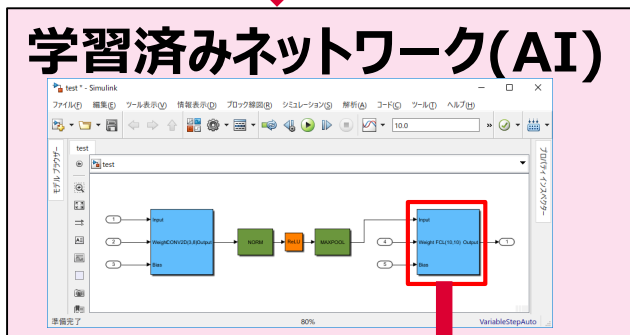 学習済みネットワーク(AI)
test * - Simulink
ファイル(F) 編集(E) ツール表示(V) 情報表示(D) ブロック線図(R) シミュレーション(S) 解析(A) コード(C) ツール(T) ヘルプ(H)
10.0
test
test
モデル ブラウザー
プロパティ インスペクター
1 Input
2 Weight CONV2D(3,8) Output
3 Bias
NORM
ReLU
MAXPOOL
Input
4 Weight FCL(10,10) Output 1
5 Bias
準備完了 80% VariableStepAuto